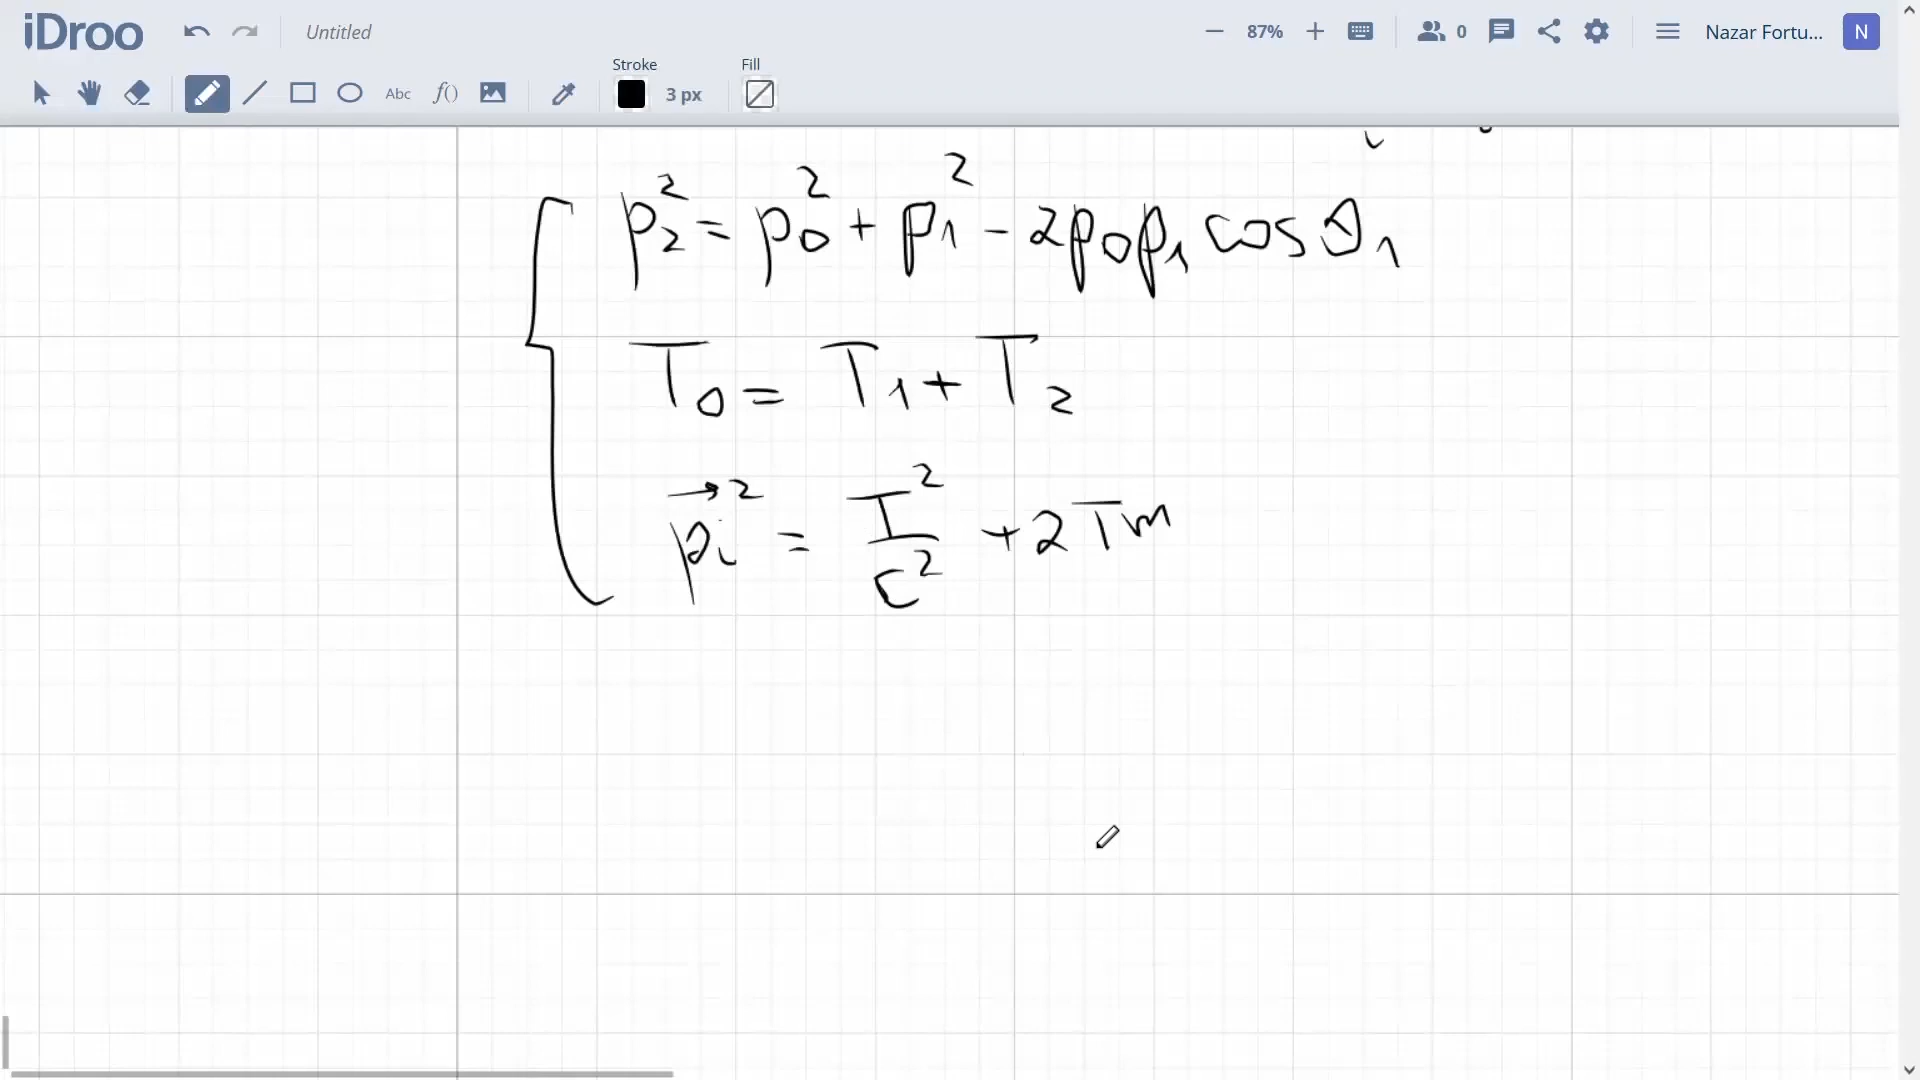 iDroo Untitled 87% 0 Nazar Fortu... N
Stroke Fill
Abc f() 3 px
p₂² = p₀² + p₁² - 2p₀p₁ cos θ₁
T₀ = T₁ + T₂
p⃗ᵢ² = T²/c² + 2Tm